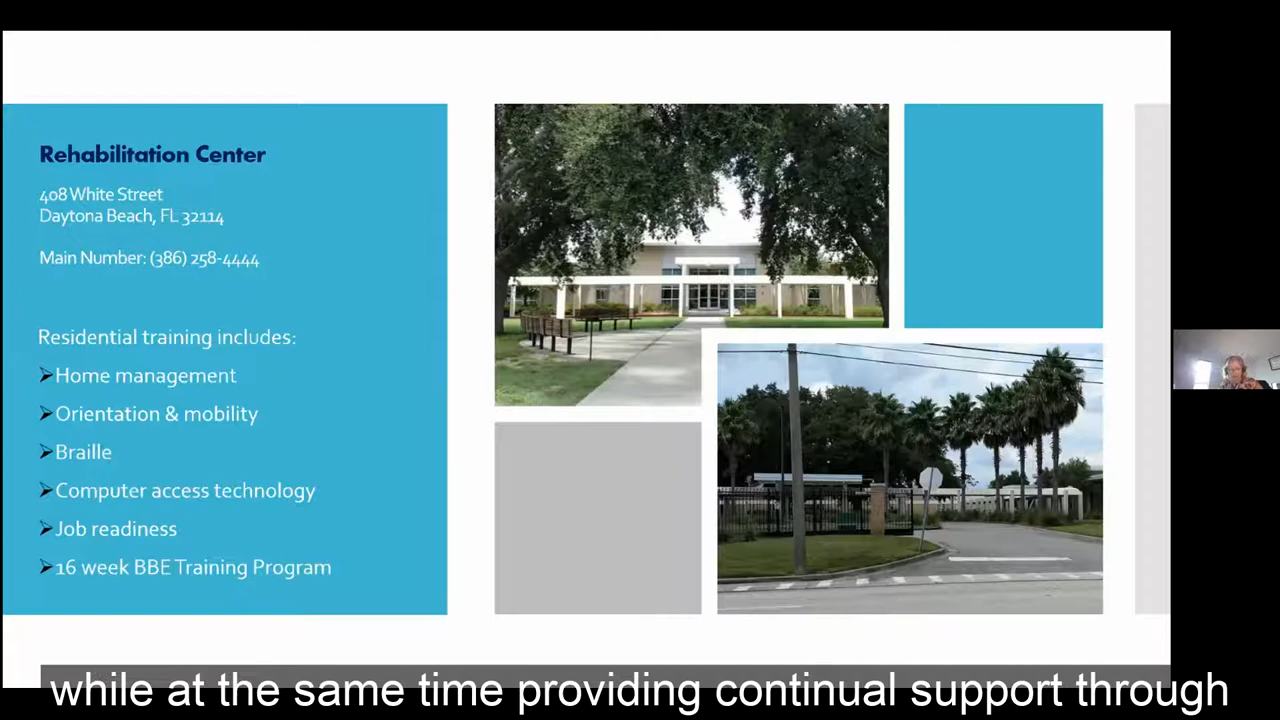 Rehabilitation Center
408 White Street
Daytona Beach, FL 32114
Main Number: (386) 258-4444
Residential training includes:
➢Home management
➢Orientation & mobility
➢Braille
➢Computer access technology
➢Job readiness
➢16 week BBE Training Program
while at the same time providing continual support through